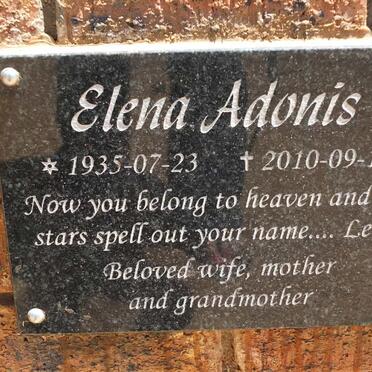 Elena Adonis
✡ 1935-07-23 ✝ 2010-09-1
Now you belong to heaven and
stars spell out your name.... Le
Beloved wife, mother
and grandmother